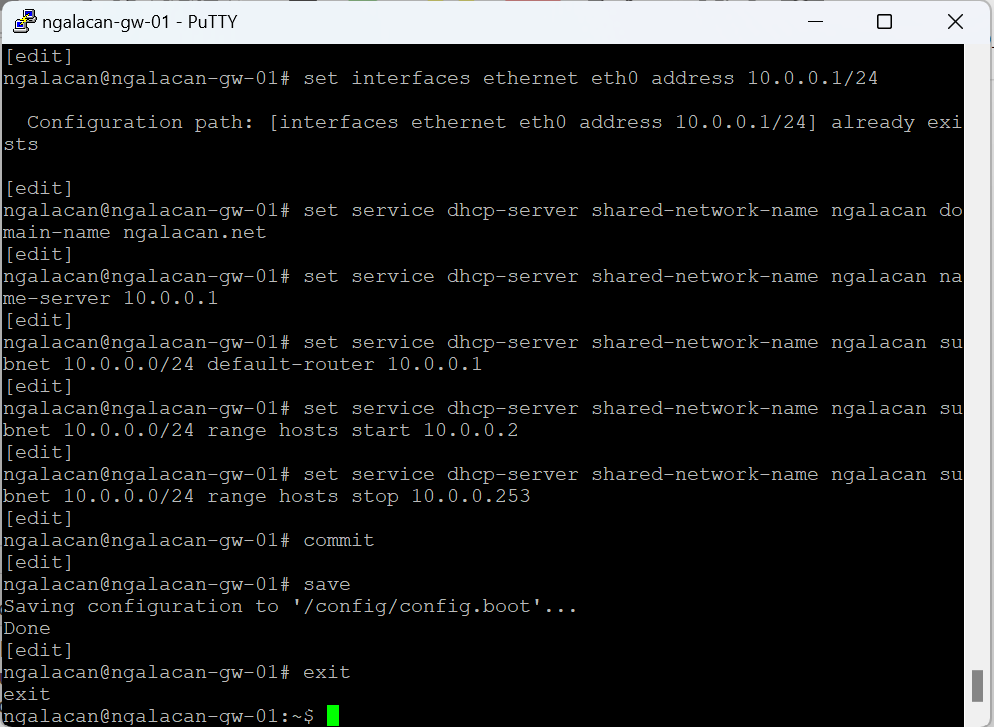 ngalacan-gw-01 - PuTTY
[edit]
ngalacan@ngalacan-gw-01# set interfaces ethernet eth0 address 10.0.0.1/24
  Configuration path: [interfaces ethernet eth0 address 10.0.0.1/24] already exi
sts
[edit]
ngalacan@ngalacan-gw-01# set service dhcp-server shared-network-name ngalacan do
main-name ngalacan.net
[edit]
ngalacan@ngalacan-gw-01# set service dhcp-server shared-network-name ngalacan na
me-server 10.0.0.1
[edit]
ngalacan@ngalacan-gw-01# set service dhcp-server shared-network-name ngalacan su
bnet 10.0.0.0/24 default-router 10.0.0.1
[edit]
ngalacan@ngalacan-gw-01# set service dhcp-server shared-network-name ngalacan su
bnet 10.0.0.0/24 range hosts start 10.0.0.2
[edit]
ngalacan@ngalacan-gw-01# set service dhcp-server shared-network-name ngalacan su
bnet 10.0.0.0/24 range hosts stop 10.0.0.253
[edit]
ngalacan@ngalacan-gw-01# commit
[edit]
ngalacan@ngalacan-gw-01# save
Saving configuration to '/config/config.boot'...
Done
[edit]
ngalacan@ngalacan-gw-01# exit
exit
ngalacan@ngalacan-gw-01:~$